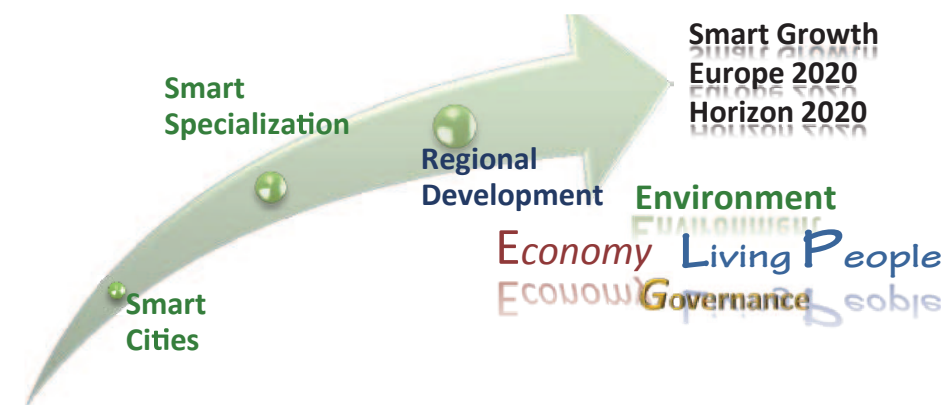 Smart Growth
Europe 2020
Horizon 2020
Smart
Specialization
Regional
Development
Environment
Economy Living People
Governance
Smart
Cities